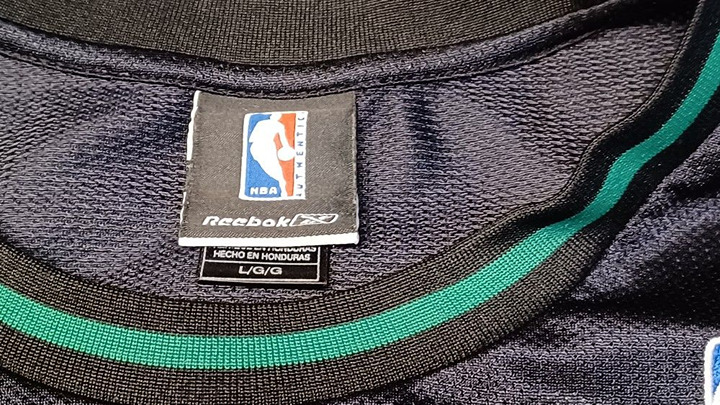 AUTHENTIC
NBA
Reebok
HECHO EN HONDURAS
L/G/G